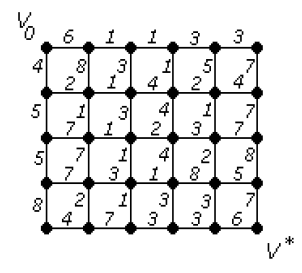 V0
6 1 1 3 3
4 8 3 1 5 7
2 1 4 2 4
5 1 3 4 1 7
7 1 2 3 7
5 7 1 4 2 8
7 3 1 8 5
8 2 1 3 3 7
4 7 3 3 6
V*